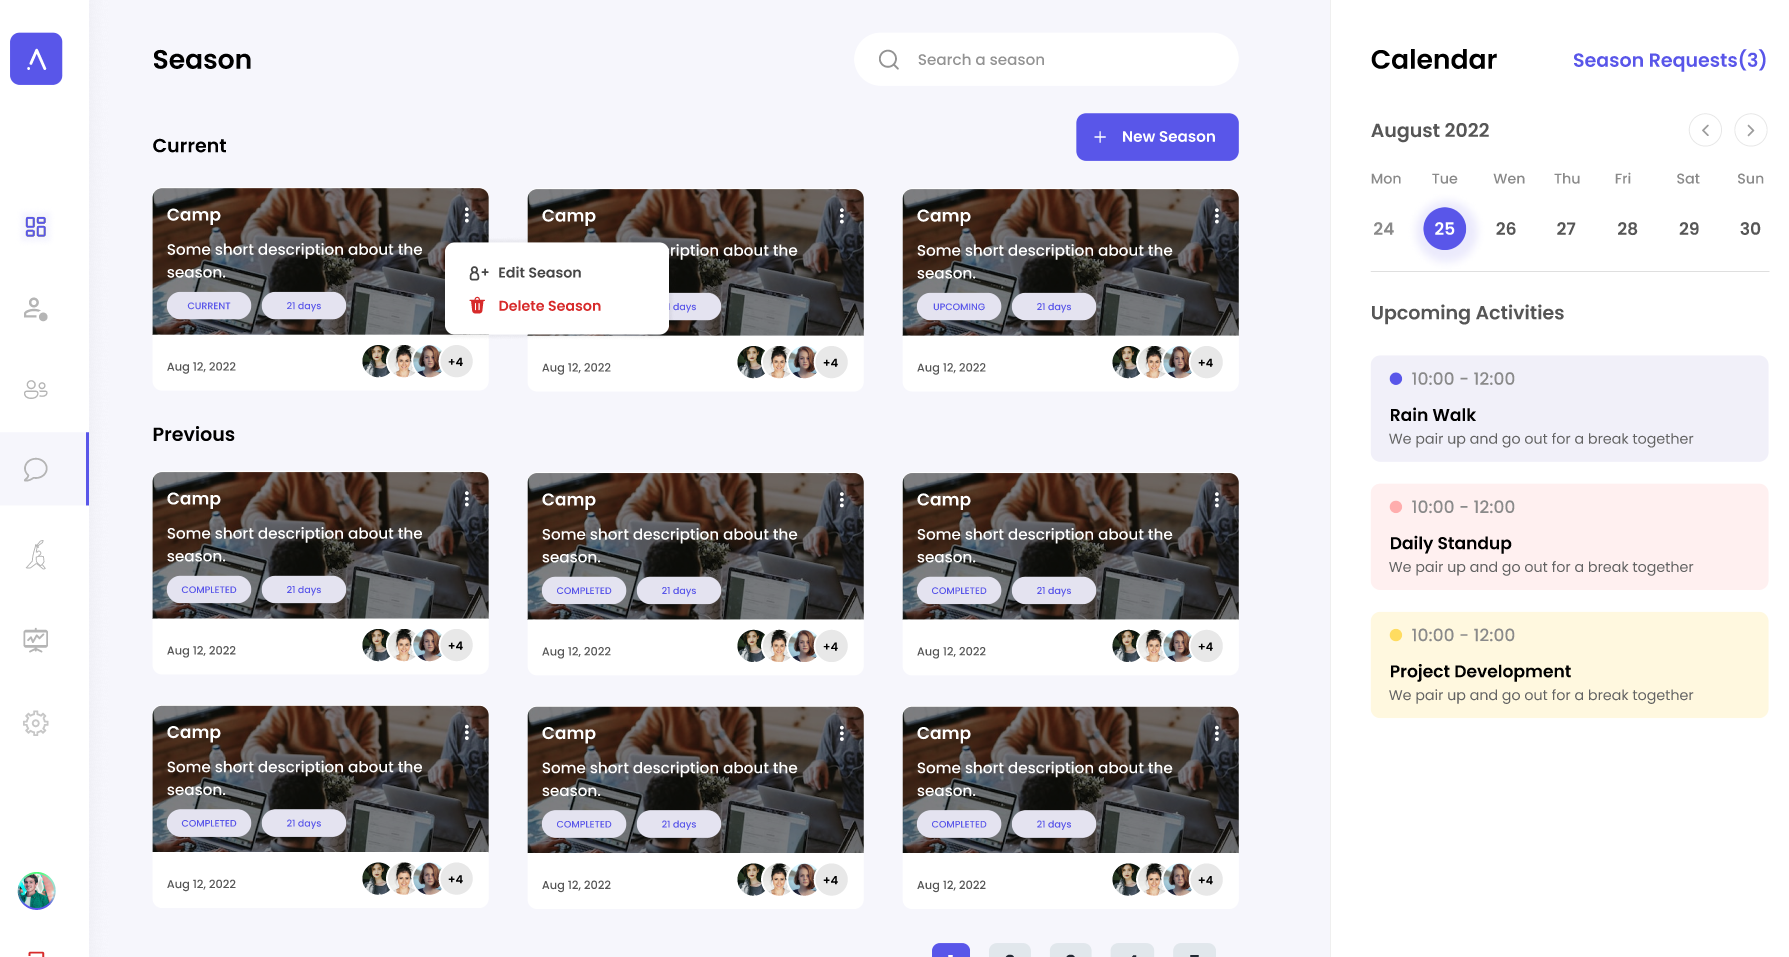 Season
Search a season
Calendar
Season Requests(3)
Current
+ New Season
August 2022
Mon Tue Wen Thu Fri Sat Sun
24 25 26 27 28 29 30
Camp
Some short description about the
season.
CURRENT
21 days
Aug 12, 2022
+4
Edit Season
Delete Season
Camp
ription about the
days
Aug 12, 2022
+4
Camp
Some short description about the
season.
UPCOMING
21 days
Aug 12, 2022
+4
Previous
Camp
Some short description about the
season.
COMPLETED
21 days
Aug 12, 2022
+4
Camp
Some short description about the
season.
COMPLETED
21 days
Aug 12, 2022
+4
Camp
Some short description about the
season.
COMPLETED
21 days
Aug 12, 2022
+4
Camp
Some short description about the
season.
COMPLETED
21 days
Aug 12, 2022
+4
Camp
Some short description about the
season.
COMPLETED
21 days
Aug 12, 2022
+4
Camp
Some short description about the
season.
COMPLETED
21 days
Aug 12, 2022
+4
Upcoming Activities
10:00 - 12:00
Rain Walk
We pair up and go out for a break together
10:00 - 12:00
Daily Standup
We pair up and go out for a break together
10:00 - 12:00
Project Development
We pair up and go out for a break together